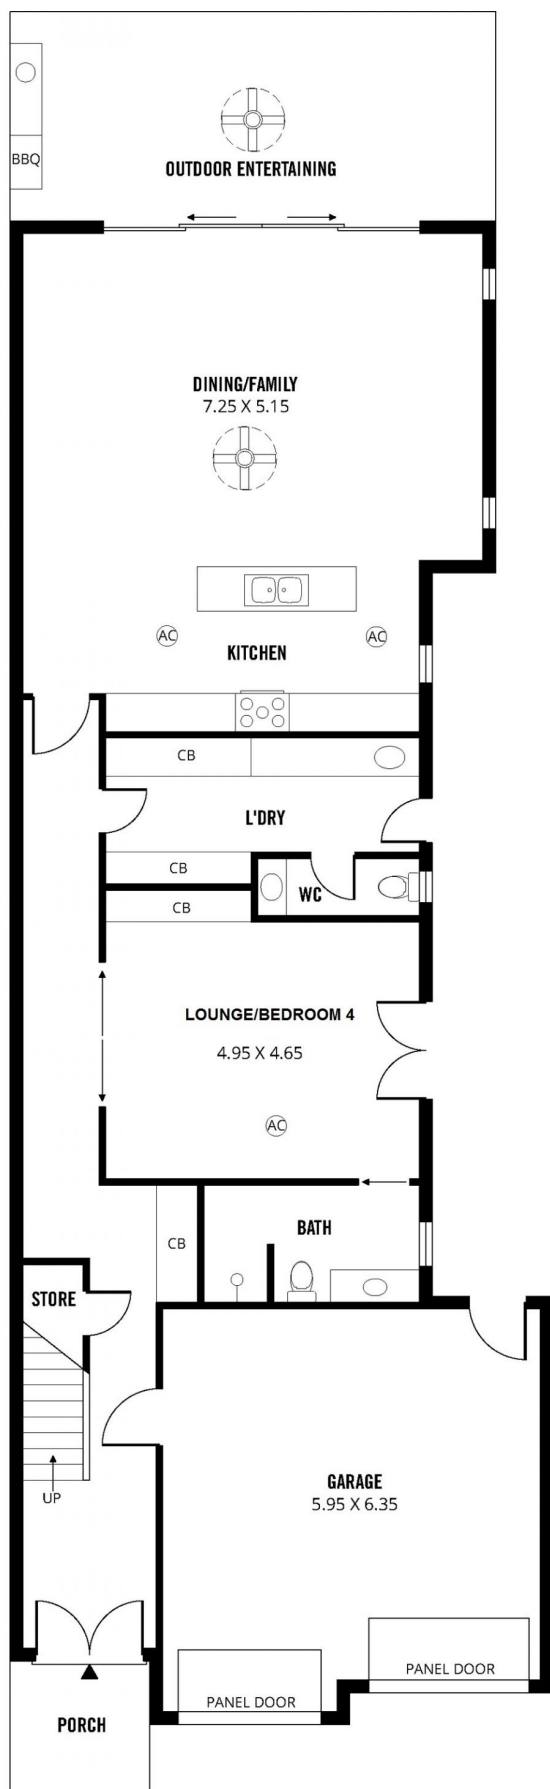 BBQ
OUTDOOR ENTERTAINING
DINING/FAMILY
7.25 X 5.15
AC
AC
KITCHEN
CB
L'DRY
CB
WC
CB
LOUNGE/BEDROOM 4
4.95 X 4.65
AC
BATH
CB
STORE
GARAGE
5.95 X 6.35
UP
PANEL DOOR
PANEL DOOR
PORCH